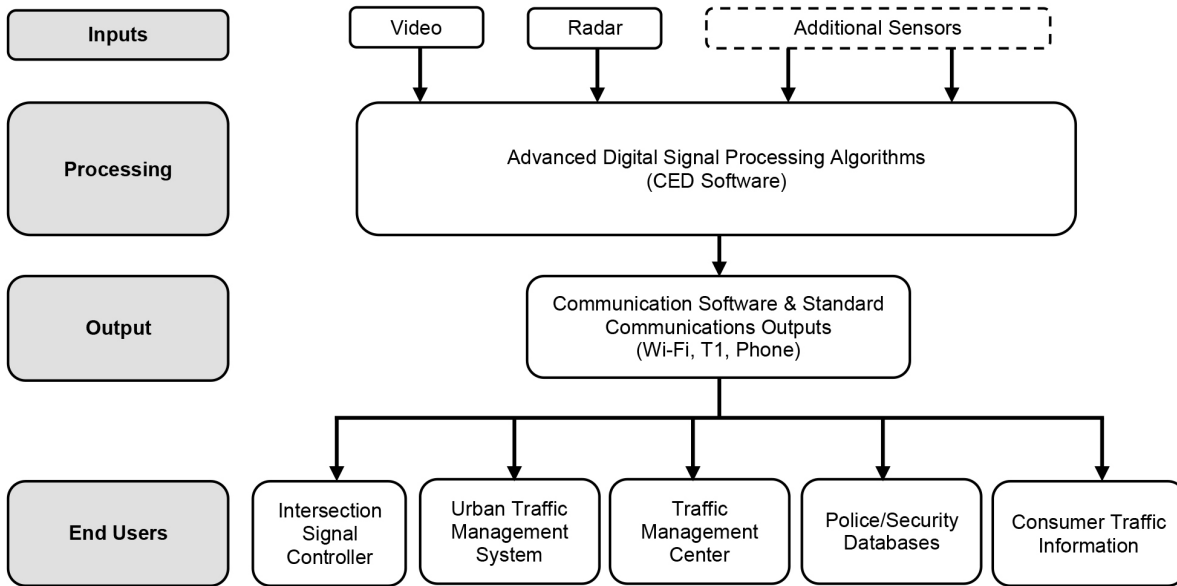 Inputs
Video
Radar
Additional Sensors
Processing
Advanced Digital Signal Processing Algorithms
(CED Software)
Output
Communication Software & Standard
Communications Outputs
(Wi-Fi, T1, Phone)
End Users
Intersection
Signal
Controller
Urban Traffic
Management
System
Traffic
Management
Center
Police/Security
Databases
Consumer Traffic
Information